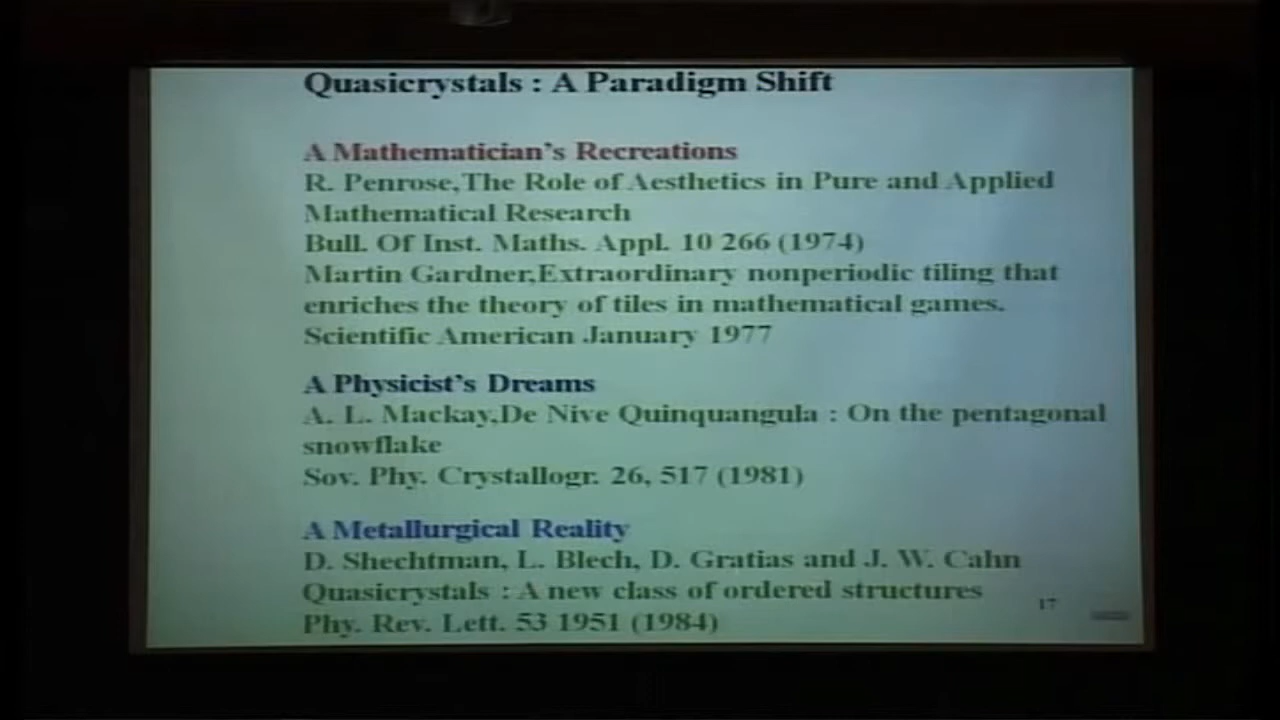 Quasicrystals : A Paradigm Shift
A Mathematician's Recreations
R. Penrose,The Role of Aesthetics in Pure and Applied
Mathematical Research
Bull. Of Inst. Maths. Appl. 10 266 (1974)
Martin Gardner,Extraordinary nonperiodic tiling that
enriches the theory of tiles in mathematical games.
Scientific American January 1977
A Physicist's Dreams
A. L. Mackay,De Nive Quinquangula : On the pentagonal
snowflake
Sov. Phy. Crystallogr. 26, 517 (1981)
A Metallurgical Reality
D. Shechtman, L. Blech, D. Gratias and J. W. Cahn
Quasicrystals : A new class of ordered structures
17
Phy. Rev. Lett. 53 1951 (1984)